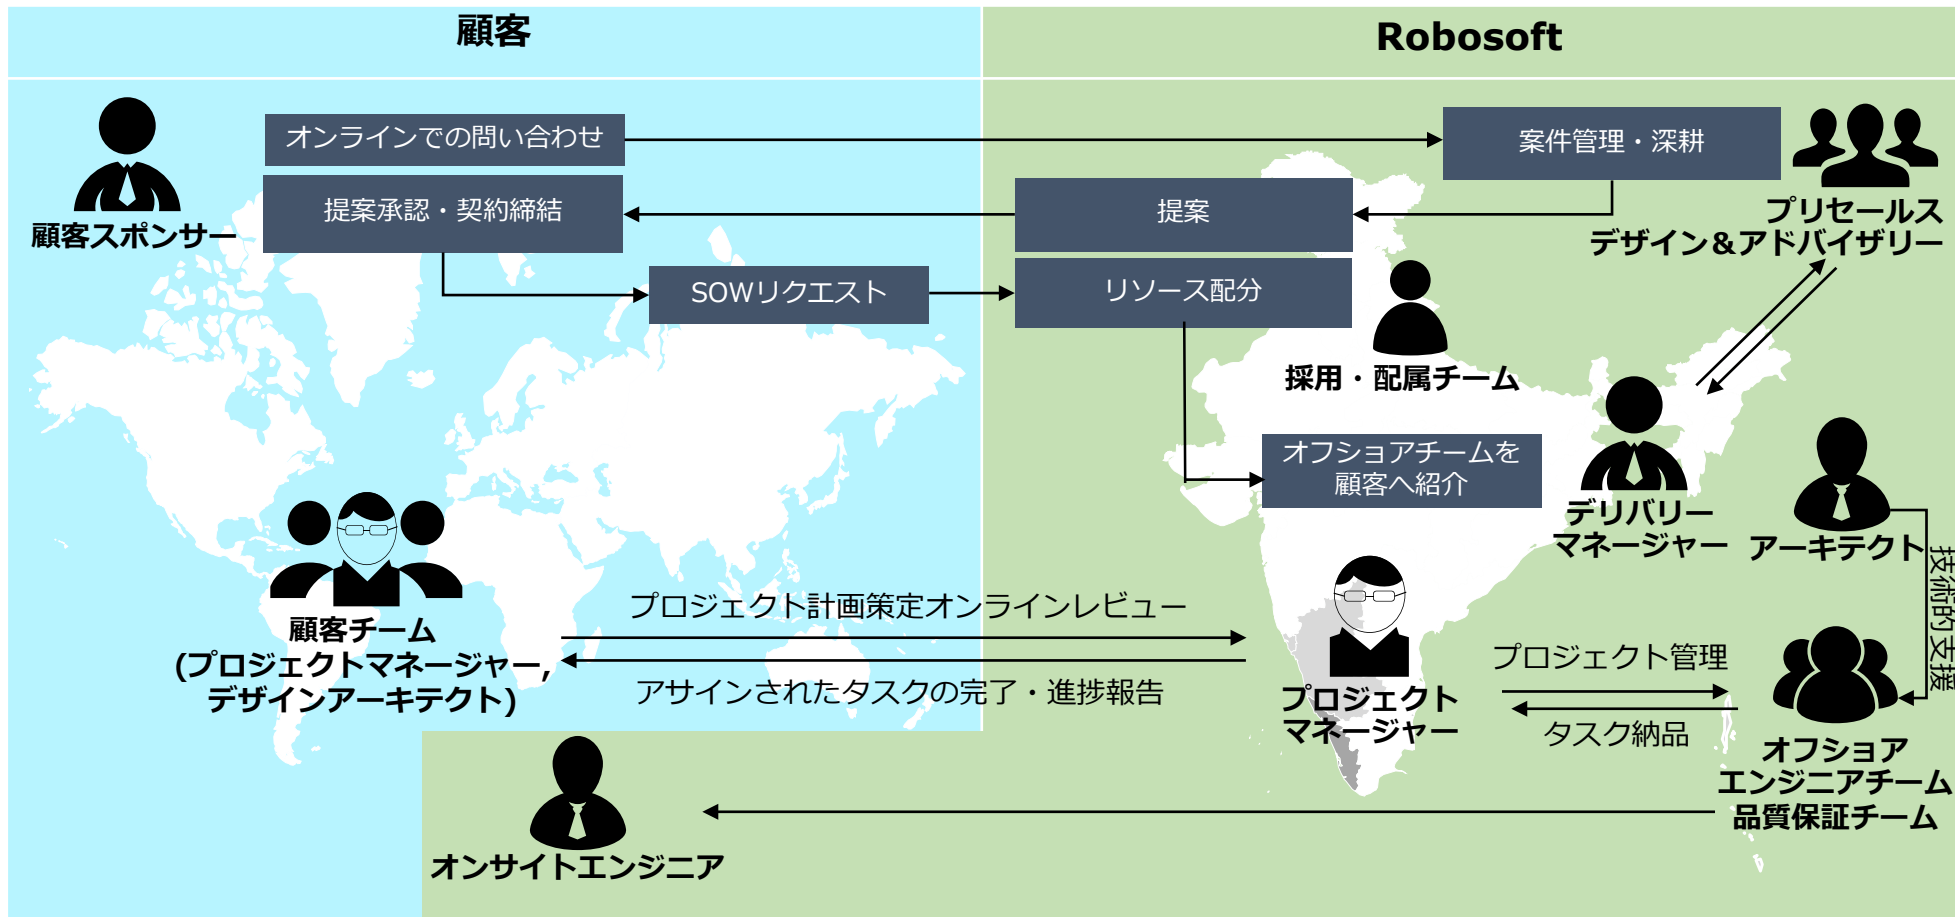 顧客
Robosoft
オンラインでの問い合わせ
案件管理・深耕
顧客スポンサー
提案承認・契約締結
提案
プリセールス
デザイン＆アドバイザリー
SOWリクエスト
リソース配分
採用・配属チーム
オフショアチームを
顧客へ紹介
デリバリー
マネージャー
アーキテクト
技術的支援
顧客チーム
(プロジェクトマネージャー,
デザインアーキテクト)
プロジェクト計画策定オンラインレビュー
アサインされたタスクの完了・進捗報告
プロジェクト
マネージャー
プロジェクト管理
タスク納品
オフショア
エンジニアチーム
品質保証チーム
オンサイトエンジニア